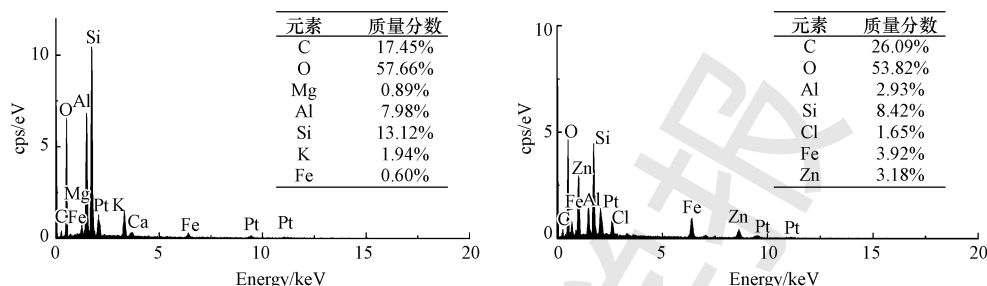 元素 质量分数
C 17.45%
O 57.66%
Mg 0.89%
Al 7.98%
Si 13.12%
K 1.94%
Fe 0.60%
10
5
0
cps/eV
Si
O Al
Mg
C Fe Pt K Ca Fe Pt Pt
0 5 10 15 20
Energy/keV
元素 质量分数
C 26.09%
O 53.82%
Al 2.93%
Si 8.42%
Cl 1.65%
Fe 3.92%
Zn 3.18%
10
5
0
cps/eV
O Si
Zn
C Fe Al Pt Cl Fe Zn Pt Pt
0 5 10 15 20
Energy/keV
报